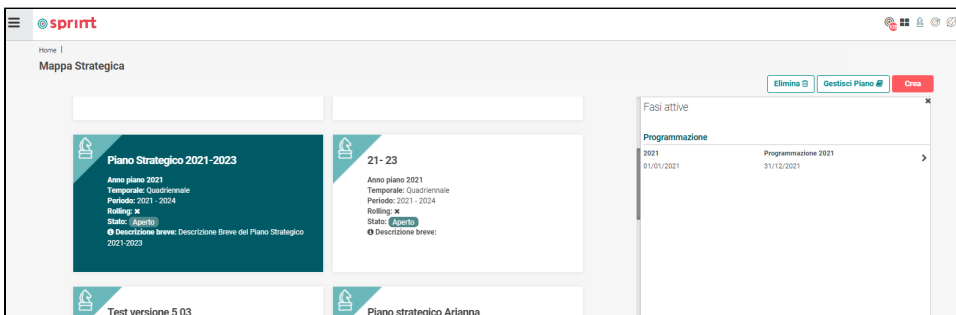 sprint
Home |
Mappa Strategica
Elimina
Gestisci Piano
Crea
Piano Strategico 2021-2023
Anno piano 2021
Temporale: Quadriennale
Periodo: 2021 - 2024
Rolling: ✖
Stato: Aperto
Descrizione breve: Descrizione Breve del Piano Strategico
2021-2023
21- 23
Anno piano 2021
Temporale: Quadriennale
Periodo: 2021 - 2024
Rolling: ✖
Stato: Aperto
Descrizione breve:
Fasi attive
Programmazione
2021 Programmazione 2021
01/01/2021 31/12/2021
Test versione 5 03
Piano strategico Arianna